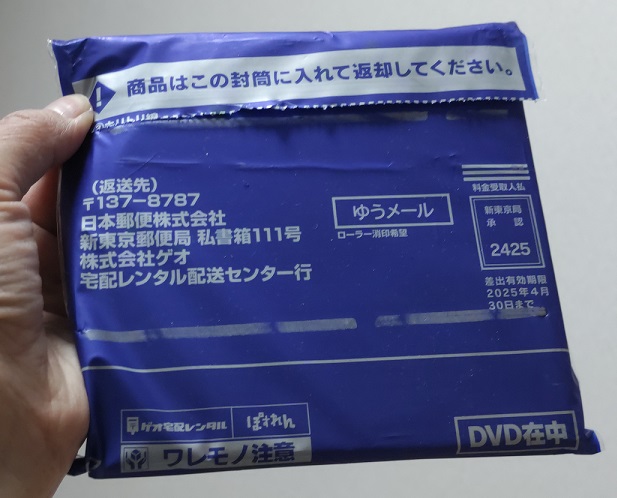 商品はこの封筒に入れて返却してください。
(返送先)
〒137-8787
日本郵便株式会社
新東京郵便局 私書箱111号
株式会社ゲオ
宅配レンタル配送センター行
ゆうメール
ローラー消印希望
料金受取人払
新東京局
承認
2425
差出有効期限
2025年4月
30日まで
ゲオ宅配レンタル
ぽすれん
ワレモノ注意
DVD在中